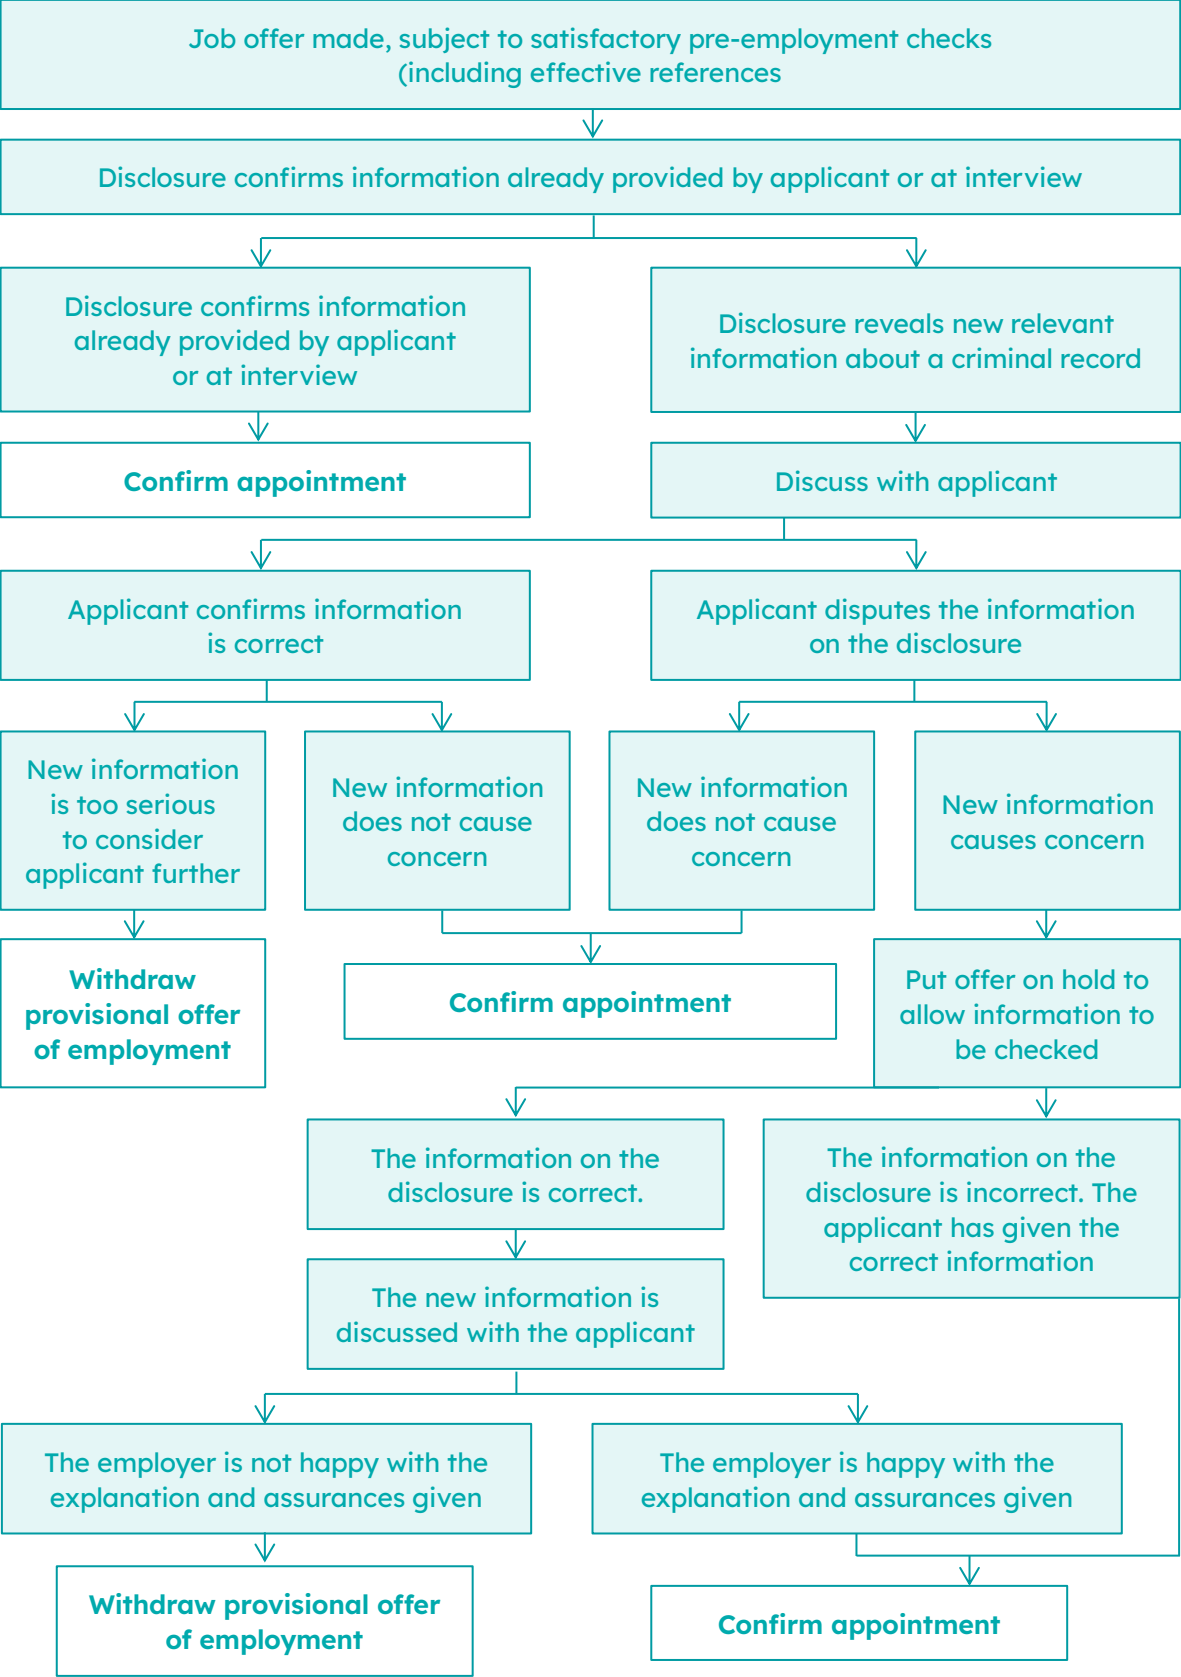 Job offer made, subject to satisfactory pre-employment checks
(including effective references
Disclosure confirms information already provided by applicant or at interview
Disclosure confirms information
already provided by applicant
or at interview
Disclosure reveals new relevant
information about a criminal record
Confirm appointment
Discuss with applicant
Applicant confirms information
is correct
Applicant disputes the information
on the disclosure
New information
is too serious
to consider
applicant further
New information
does not cause
concern
New information
does not cause
concern
New information
causes concern
Withdraw
provisional offer
of employment
Confirm appointment
Put offer on hold to
allow information to
be checked
The information on the
disclosure is correct.
The information on the
disclosure is incorrect. The
applicant has given the
correct information
The new information is
discussed with the applicant
The employer is not happy with the
explanation and assurances given
The employer is happy with the
explanation and assurances given
Withdraw provisional offer
of employment
Confirm appointment